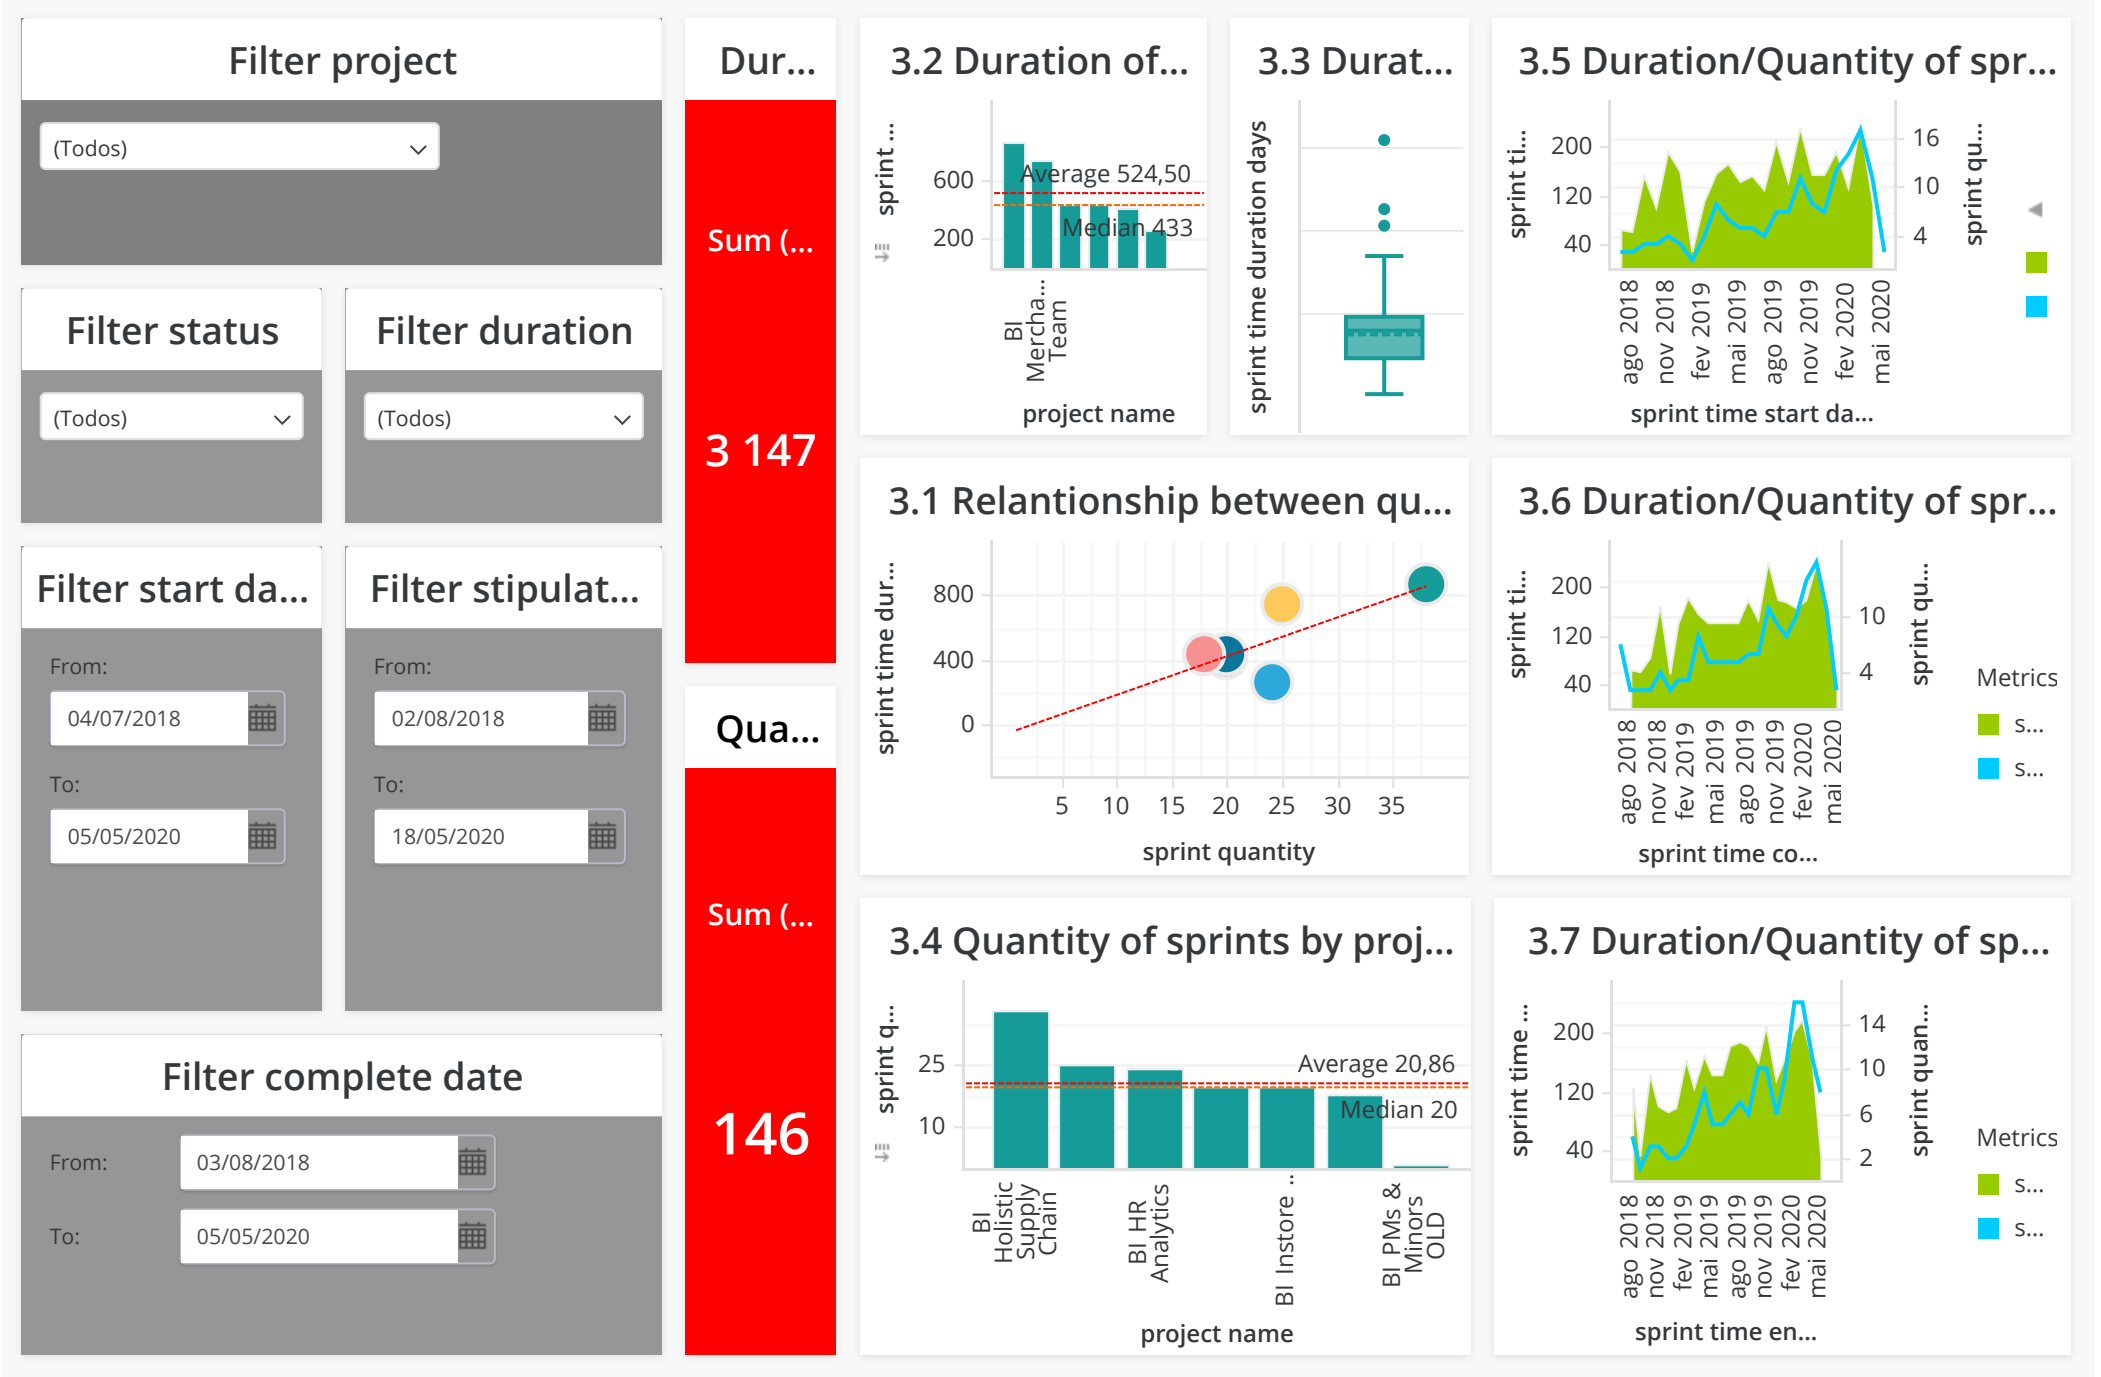 Filter project
(Todos)
Filter status
(Todos)
Filter duration
(Todos)
Filter start da...
From:
04/07/2018
To:
05/05/2020
Filter stipulat...
From:
02/08/2018
To:
18/05/2020
Filter complete date
From:
03/08/2018
To:
05/05/2020
Dur...
Sum (...
3 147
Qua...
Sum (...
146
3.2 Duration of...
sprint ...
600
200
Average 524,50
Median 433
BI
Mercha...
Team
project name
3.3 Durat...
sprint time duration days
3.5 Duration/Quantity of spr...
sprint ti...
200
120
40
16
10
4
sprint qu...
ago 2018
nov 2018
fev 2019
mai 2019
ago 2019
nov 2019
fev 2020
mai 2020
sprint time start da...
3.1 Relantionship between qu...
sprint time dur...
800
400
0
5
10
15
20
25
30
35
sprint quantity
3.6 Duration/Quantity of spr...
sprint ti...
200
120
40
10
4
sprint qu...
Metrics
s...
s...
ago 2018
nov 2018
fev 2019
mai 2019
ago 2019
nov 2019
fev 2020
mai 2020
sprint time co...
3.4 Quantity of sprints by proj...
sprint q...
25
10
Average 20,86
Median 20
BI
Holistic
Supply
Chain
BI HR
Analytics
BI Instore ..
BI PMs &
Minors
OLD
project name
3.7 Duration/Quantity of sp...
sprint time ...
200
120
40
14
10
6
2
sprint quan...
Metrics
s...
s...
ago 2018
nov 2018
fev 2019
mai 2019
ago 2019
nov 2019
fev 2020
mai 2020
sprint time en...